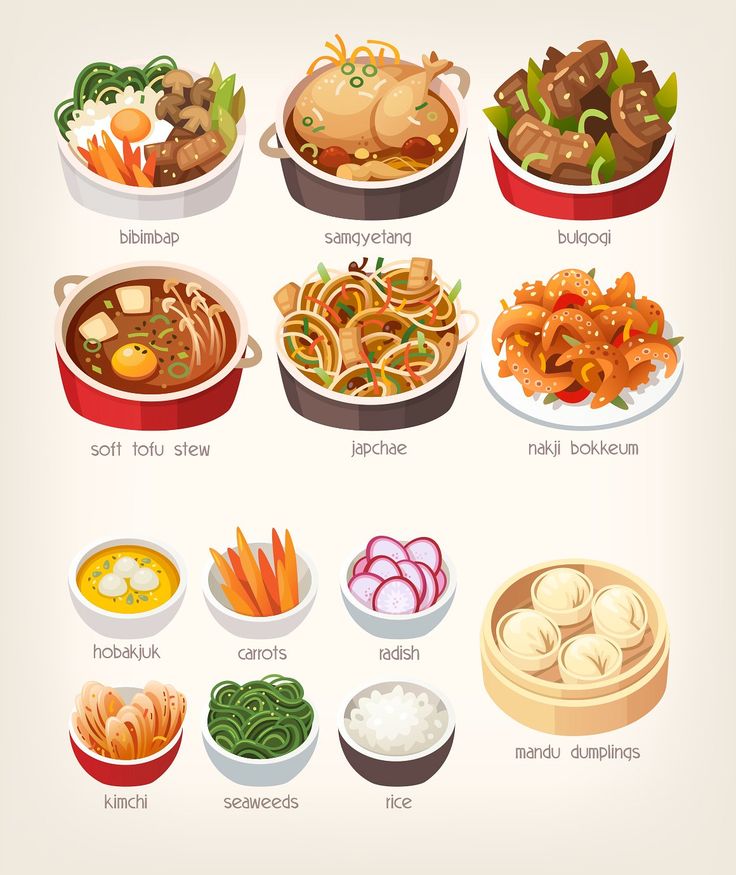 bibimbap
samgyetang
bulgogi
soft tofu stew
japchae
nakji bokkeum
hobakjuk
carrots
radish
mandu dumplings
kimchi
seaweeds
rice